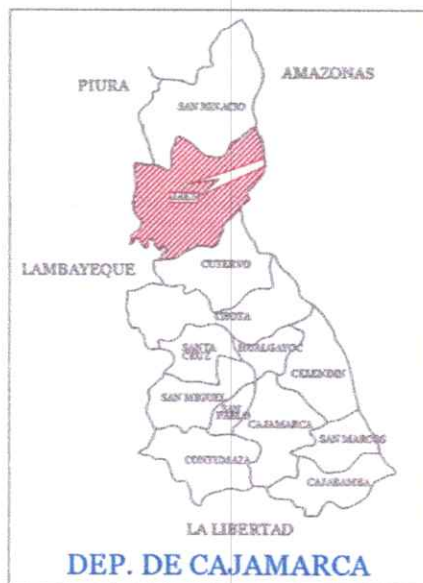 PIURA
AMAZONAS
SAN IGNACIO
JAEN
LAMBAYEQUE
CUTERVO
CHOTA
SANTA
CRUZ
HUALGAYOC
CELENDIN
SAN MIGUEL
SAN
PABLO
CAJAMARCA
SAN MARCOS
CONTUMAZA
CAJABAMBA
LA LIBERTAD
DEP. DE CAJAMARCA